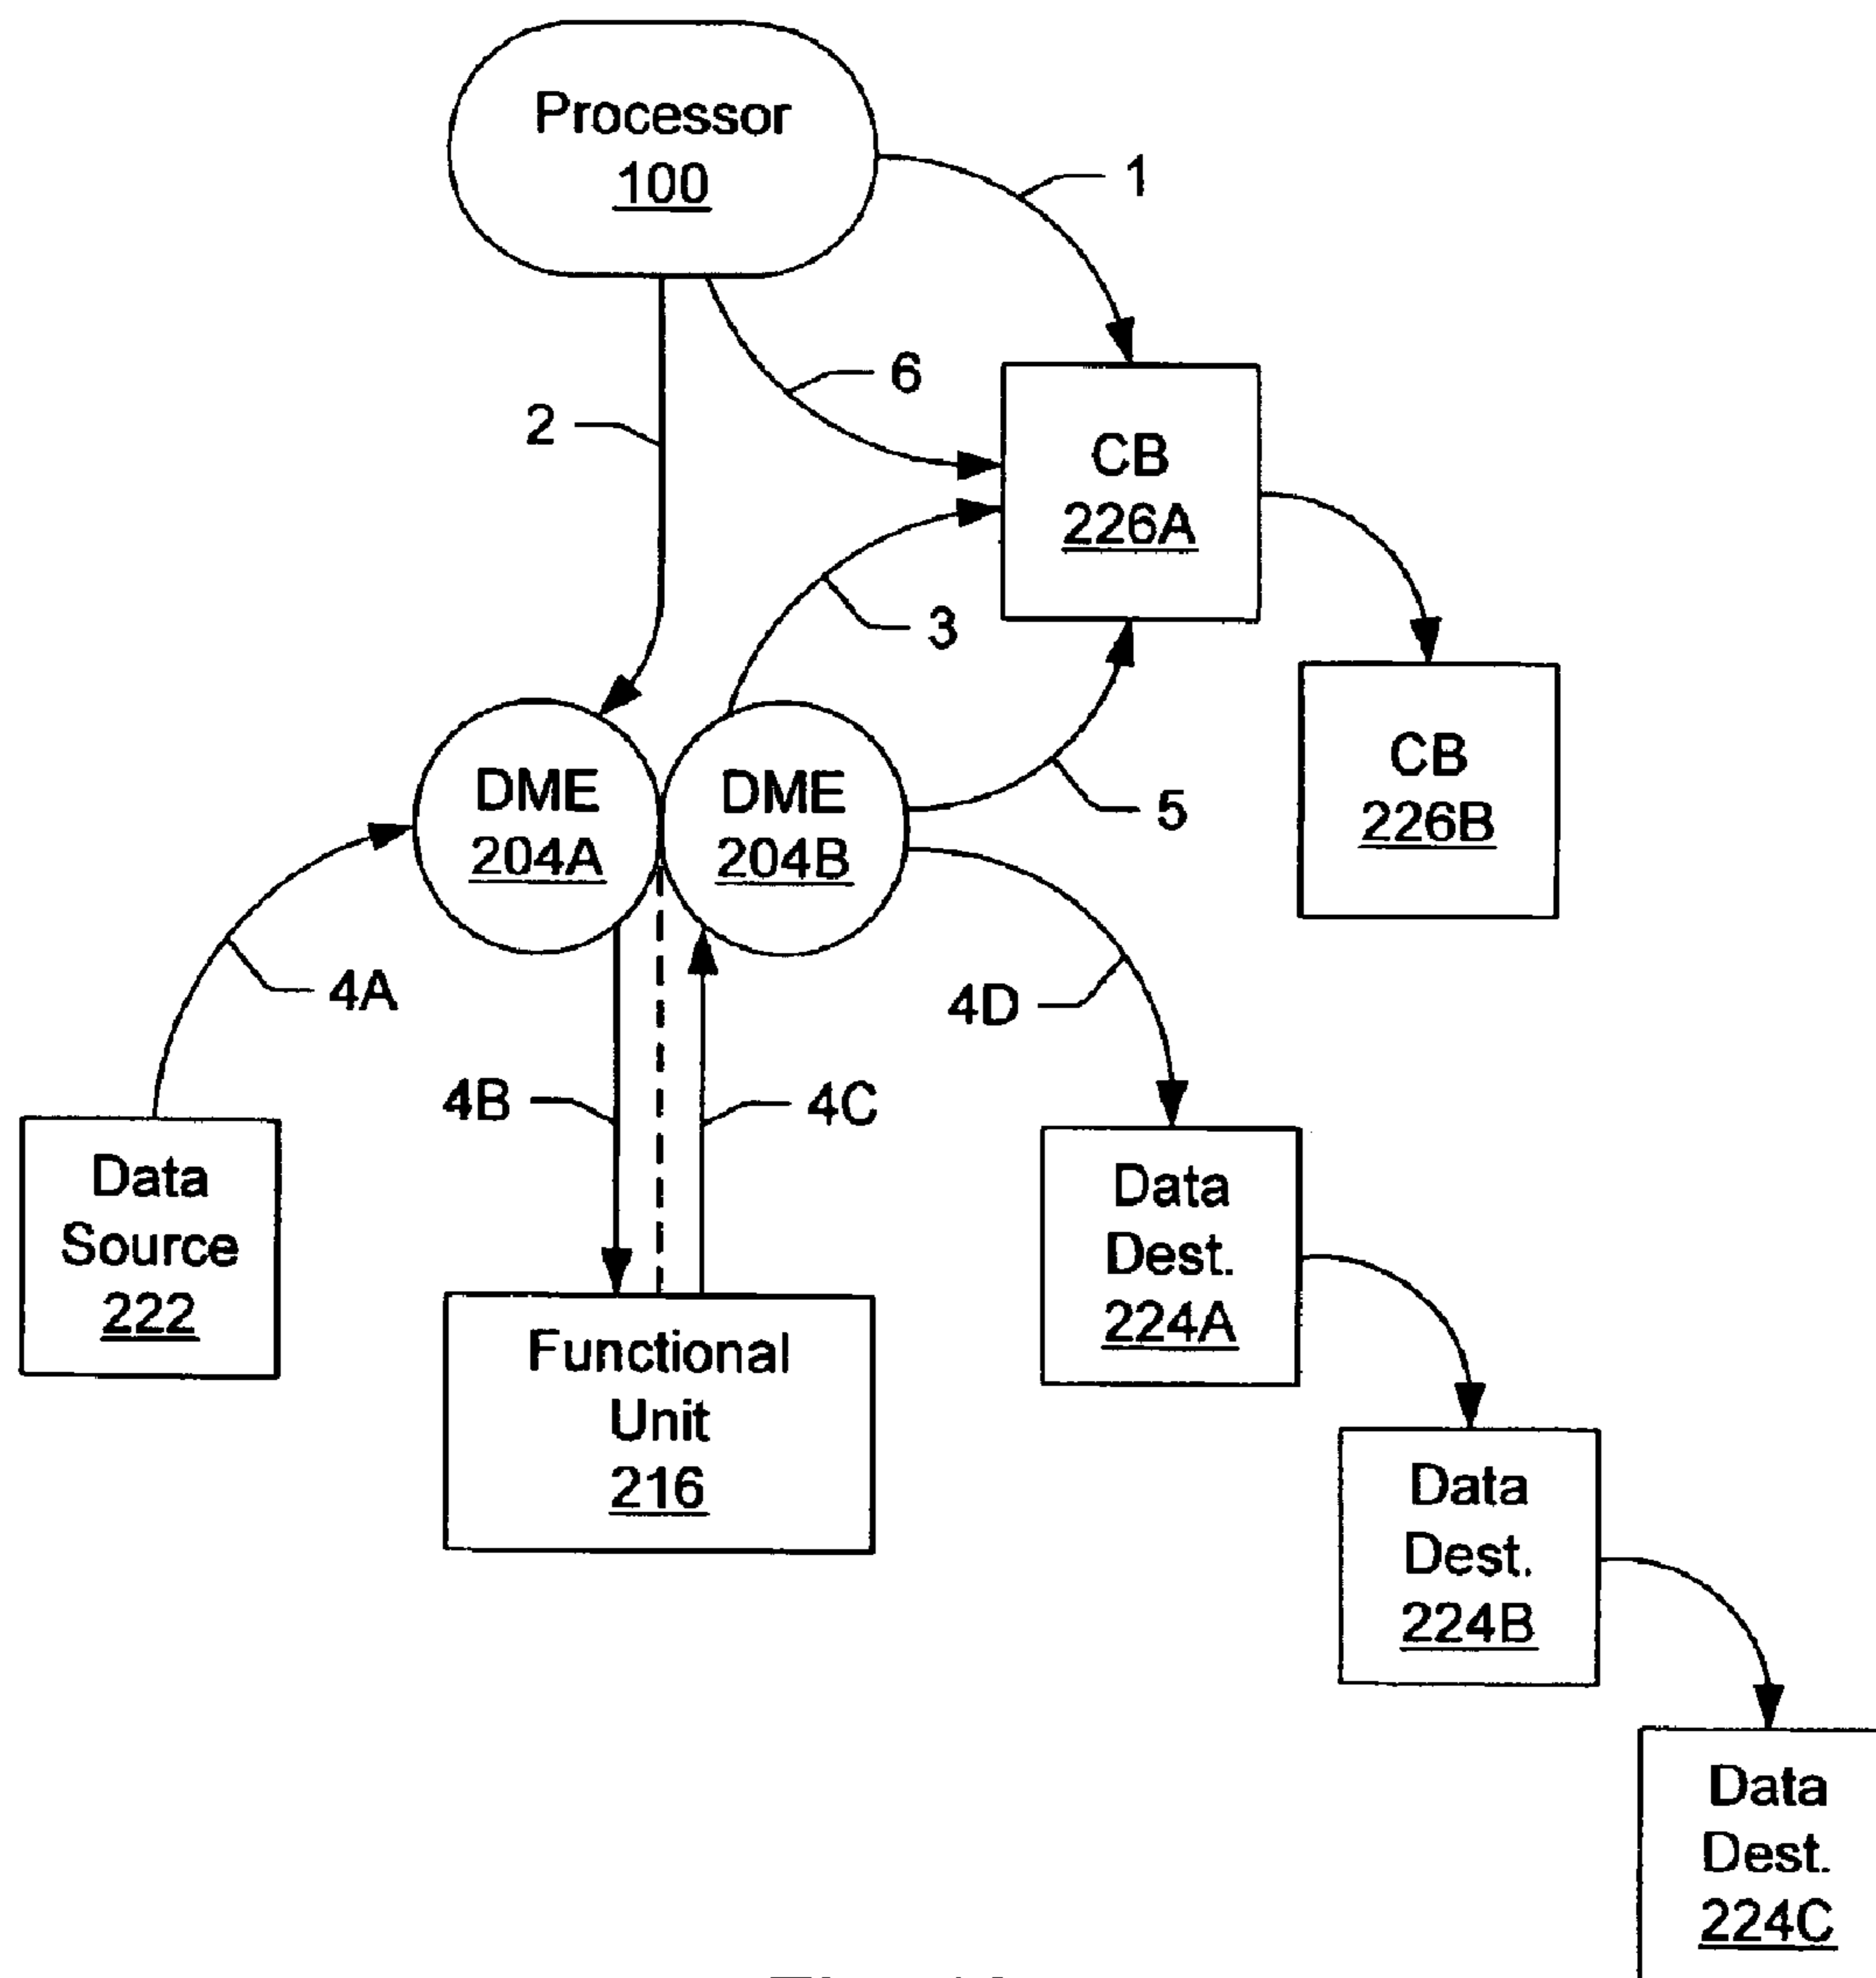 Processor
100
1
6
2
CB
226A
3
DME
204A
DME
204B
5
CB
226B
4A
4D
4B
4C
Data
Source
222
Data
Dest.
224A
Functional
Unit
216
Data
Dest.
224B
Data
Dest.
224C